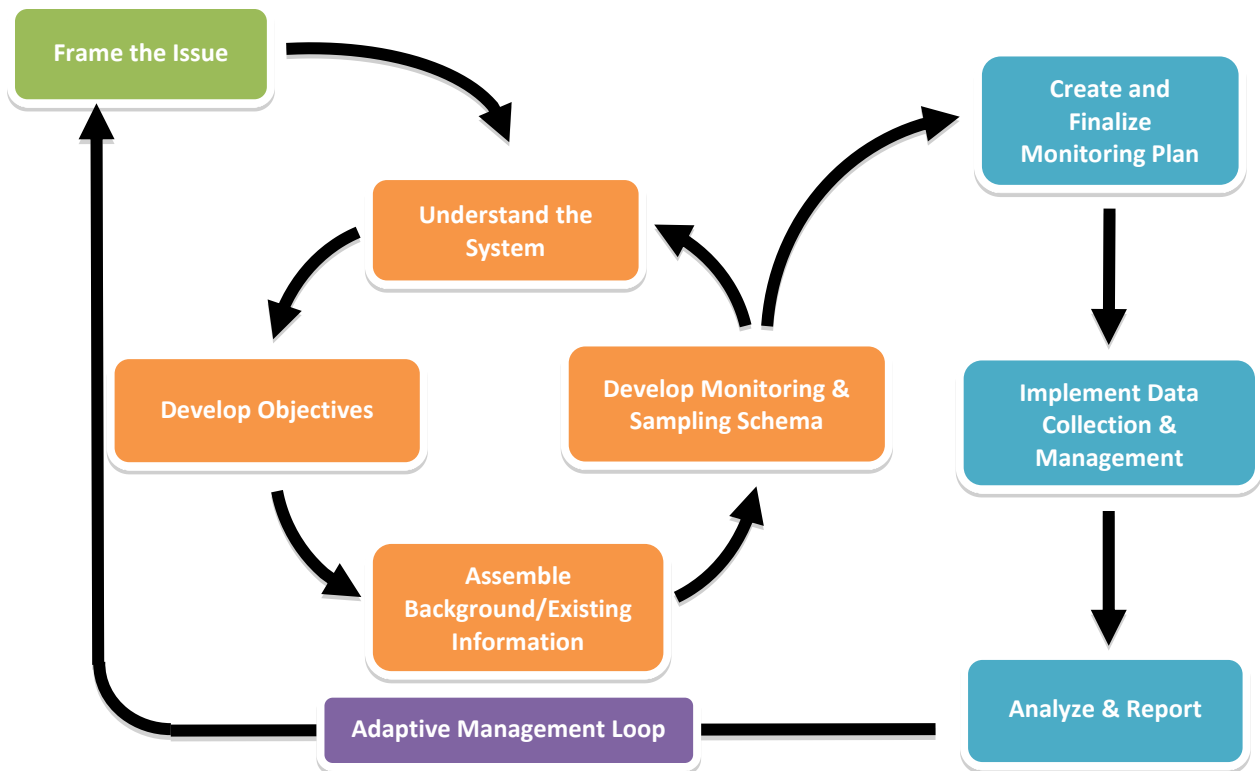 Frame the Issue
Understand the
System
Develop Objectives
Assemble
Background/Existing
Information
Develop Monitoring &
Sampling Schema
Create and
Finalize
Monitoring Plan
Implement Data
Collection &
Management
Analyze & Report
Adaptive Management Loop